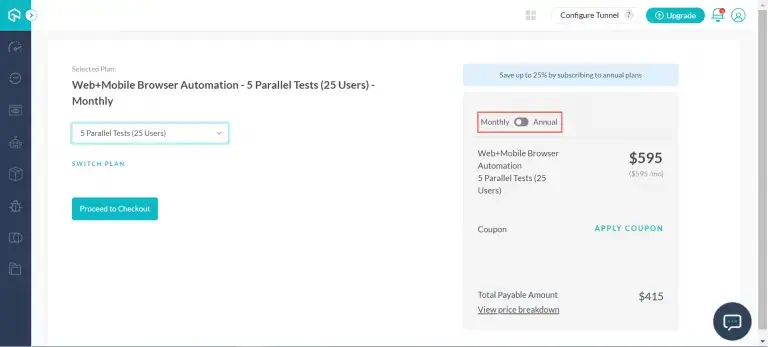 Configure Tunnel ?
Upgrade
Selected Plan:
Web+Mobile Browser Automation - 5 Parallel Tests (25 Users) -
Monthly
5 Parallel Tests (25 Users)
SWITCH PLAN
Proceed to Checkout
Save up to 25% by subscribing to annual plans
Monthly Annual
Web+Mobile Browser
Automation
5 Parallel Tests (25
Users)
$595
($595 /mo)
Coupon
APPLY COUPON
Total Payable Amount
$415
View price breakdown